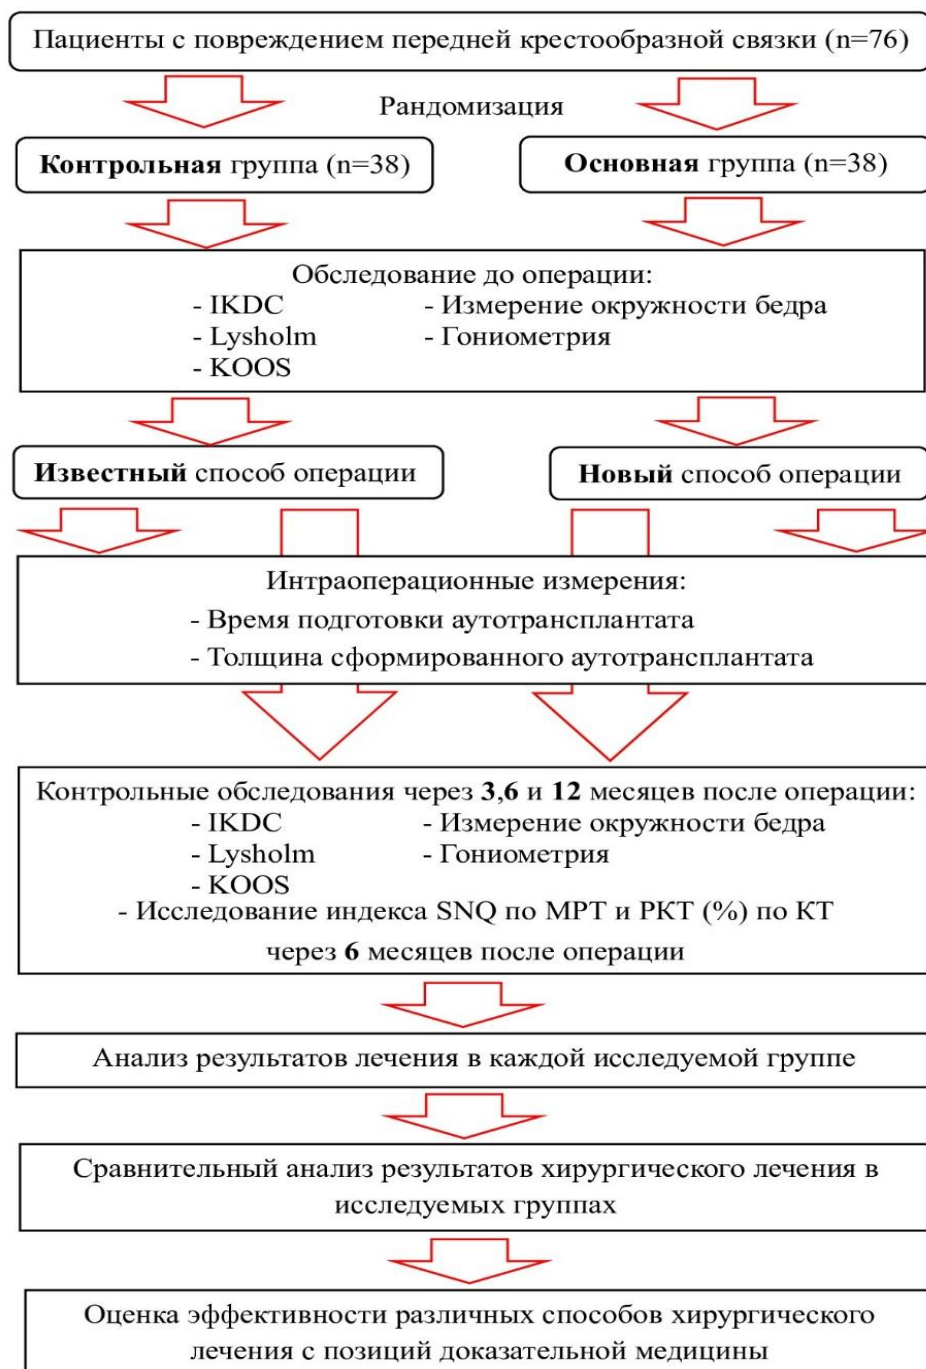 Пациенты с повреждением передней крестообразной связки (n=76)
Рандомизация
Контрольная группа (n=38)
Основная группа (n=38)
Обследование до операции:
- IKDC - Измерение окружности бедра
- Lysholm - Гониометрия
- KOOS
Известный способ операции
Новый способ операции
Интраоперационные измерения:
- Время подготовки аутотрансплантата
- Толщина сформированного аутотрансплантата
Контрольные обследования через 3,6 и 12 месяцев после операции:
- IKDC - Измерение окружности бедра
- Lysholm - Гониометрия
- KOOS
- Исследование индекса SNQ по МРТ и РКТ (%) по КТ
через 6 месяцев после операции
Анализ результатов лечения в каждой исследуемой группе
Сравнительный анализ результатов хирургического лечения в
исследуемых группах
Оценка эффективности различных способов хирургического
лечения с позиций доказательной медицины